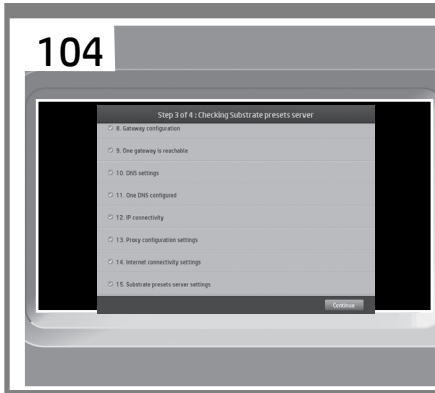 104
Step 3 of 4 : Checking Substrate presets server
8. Gateway configuration
9. One gateway is reachable
10. DNS settings
11. One DNS configured
12. IP connectivity
13. Proxy configuration settings
14. Internet connectivity settings
15. Substrate presets server settings
Continue